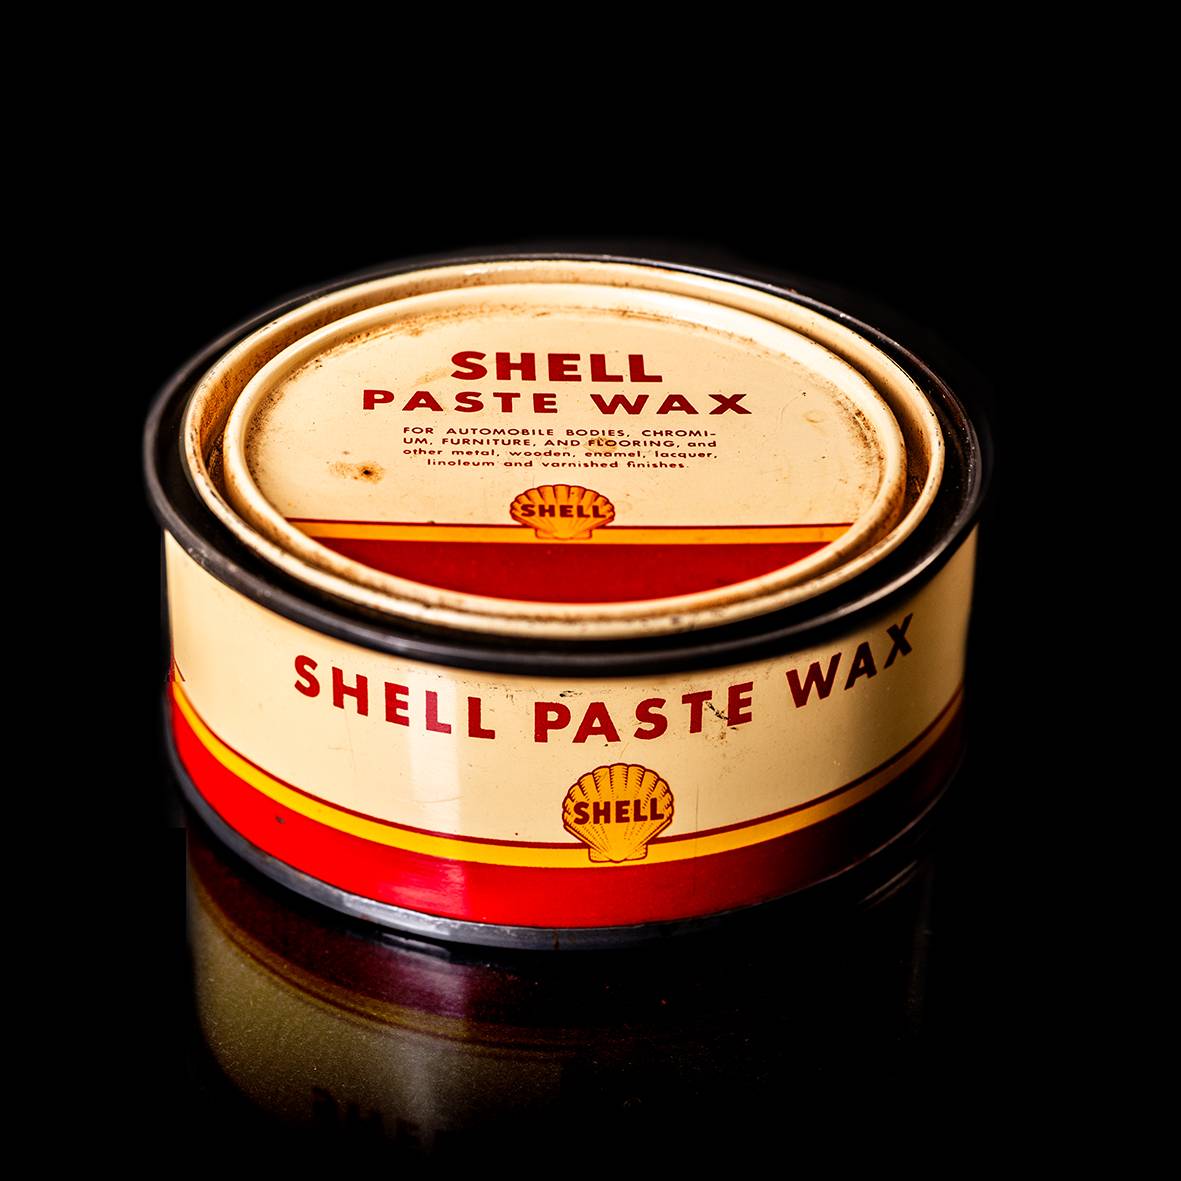 SHELL
PASTE WAX
FOR AUTOMOBILE BODIES, CHROMI-
UM, FURNITURE, AND FLOORING, and
other metal, wooden, enamel, lacquer,
linoleum and varnished finishes.
SHELL
SHELL PASTE WAX
SHELL